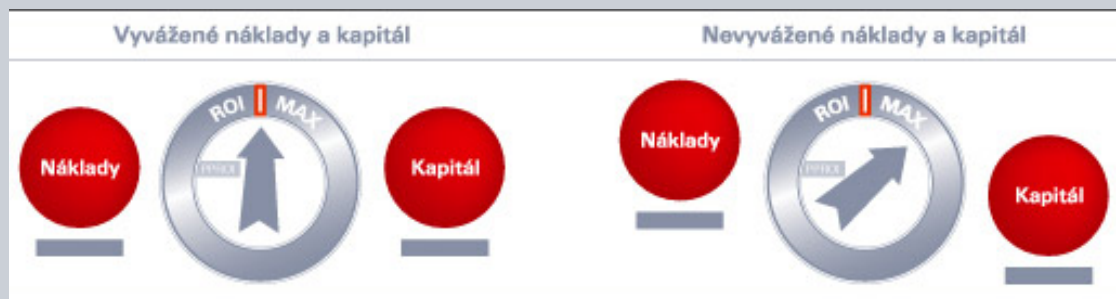 Vyvážené náklady a kapitál
Nevyvážené náklady a kapitál
Náklady
ROI MAX
Kapitál
Náklady
ROI MAX
Kapitál